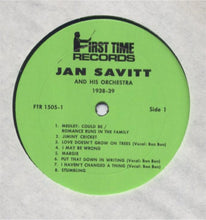 FIRST TIME
RECORDS
JAN SAVITT
AND HIS ORCHESTRA
1938-39
FTR 1505-1
Side 1
1. MEDLEY: COULD BE /
ROMANCE RUNS IN THE FAMILY
2. JIMINY CRICKET
3. LOVE DOESN'T GROW ON TREES (Vocal: Bon Bon)
4. I MAY BE WRONG
5. MARGIE
6. PUT THAT DOWN IN WRITING (Vocal: Bon Bon)
7. I HAVEN'T CHANGED A THING (Vocal: Bon Bon)
8. STUMBLING